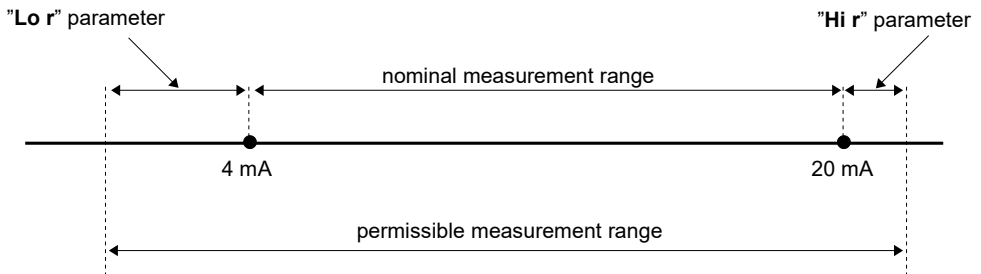 "Lo r" parameter
"Hi r" parameter
nominal measurement range
4 mA
20 mA
permissible measurement range